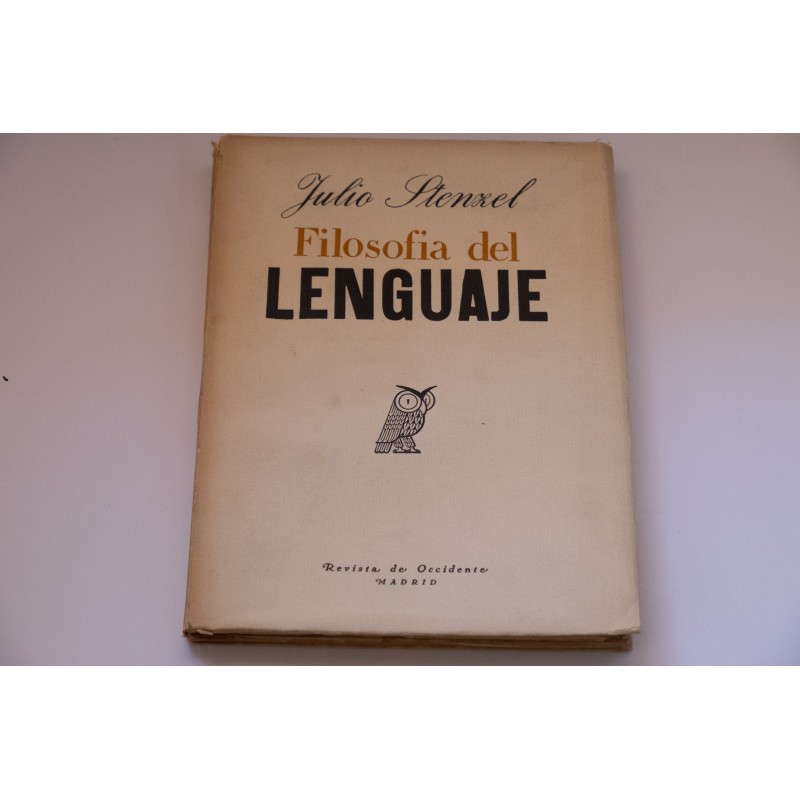 Julio Stenzel
Filosofia del
LENGUAJE
Revista de Occidente
MADRID